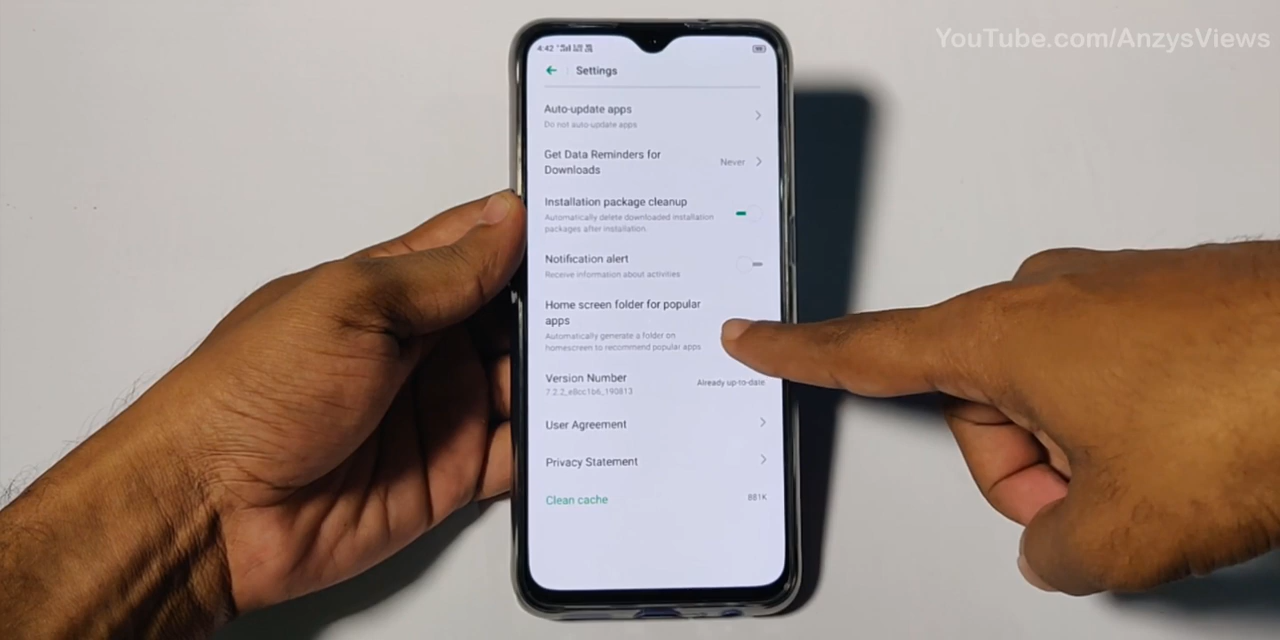 YouTube.com/AnzysViews
4:42
Settings
Auto-update apps
Do not auto-update apps
Get Data Reminders for
Downloads
Never
Installation package cleanup
Automatically delete downloaded installation
packages after installation.
Notification alert
Receive information about activities
Home screen folder for popular
apps
Automatically generate a folder on
homescreen to recommend popular apps
Version Number
Already up-to-date
7.2.2_e8cc1b6_190813
User Agreement
Privacy Statement
Clean cache
881K